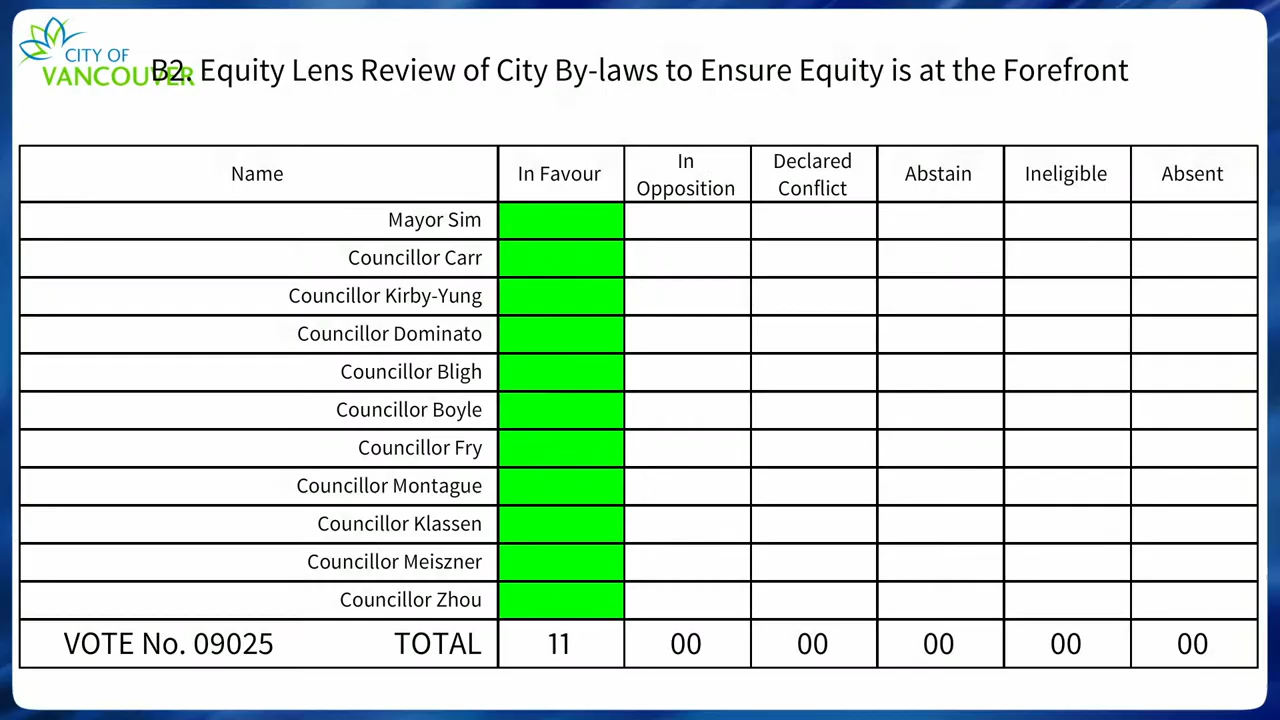 CITY OF
VANCOUVER
B2. Equity Lens Review of City By-laws to Ensure Equity is at the Forefront
Name In Favour In Opposition Declared Conflict Abstain Ineligible Absent
Mayor Sim
Councillor Carr
Councillor Kirby-Yung
Councillor Dominato
Councillor Bligh
Councillor Boyle
Councillor Fry
Councillor Montague
Councillor Klassen
Councillor Meiszner
Councillor Zhou
VOTE No. 09025 TOTAL 11 00 00 00 00 00